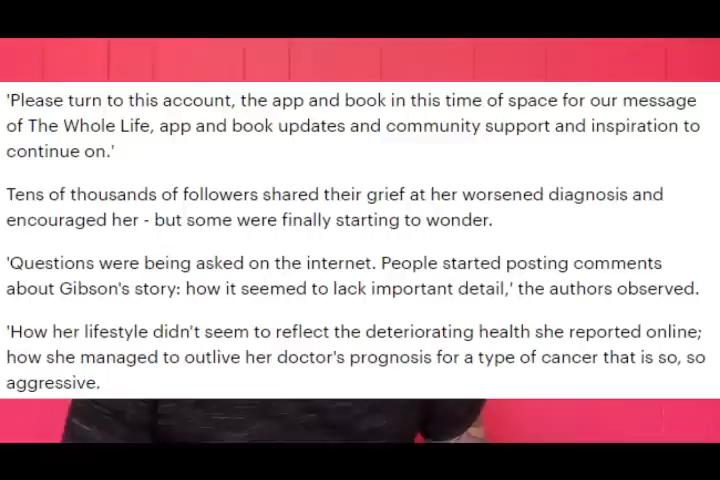 'Please turn to this account, the app and book in this time of space for our message
of The Whole Life, app and book updates and community support and inspiration to
continue on.'
Tens of thousands of followers shared their grief at her worsened diagnosis and
encouraged her - but some were finally starting to wonder.
'Questions were being asked on the internet. People started posting comments
about Gibson's story: how it seemed to lack important detail,' the authors observed.
'How her lifestyle didn't seem to reflect the deteriorating health she reported online;
how she managed to outlive her doctor's prognosis for a type of cancer that is so, so
aggressive.